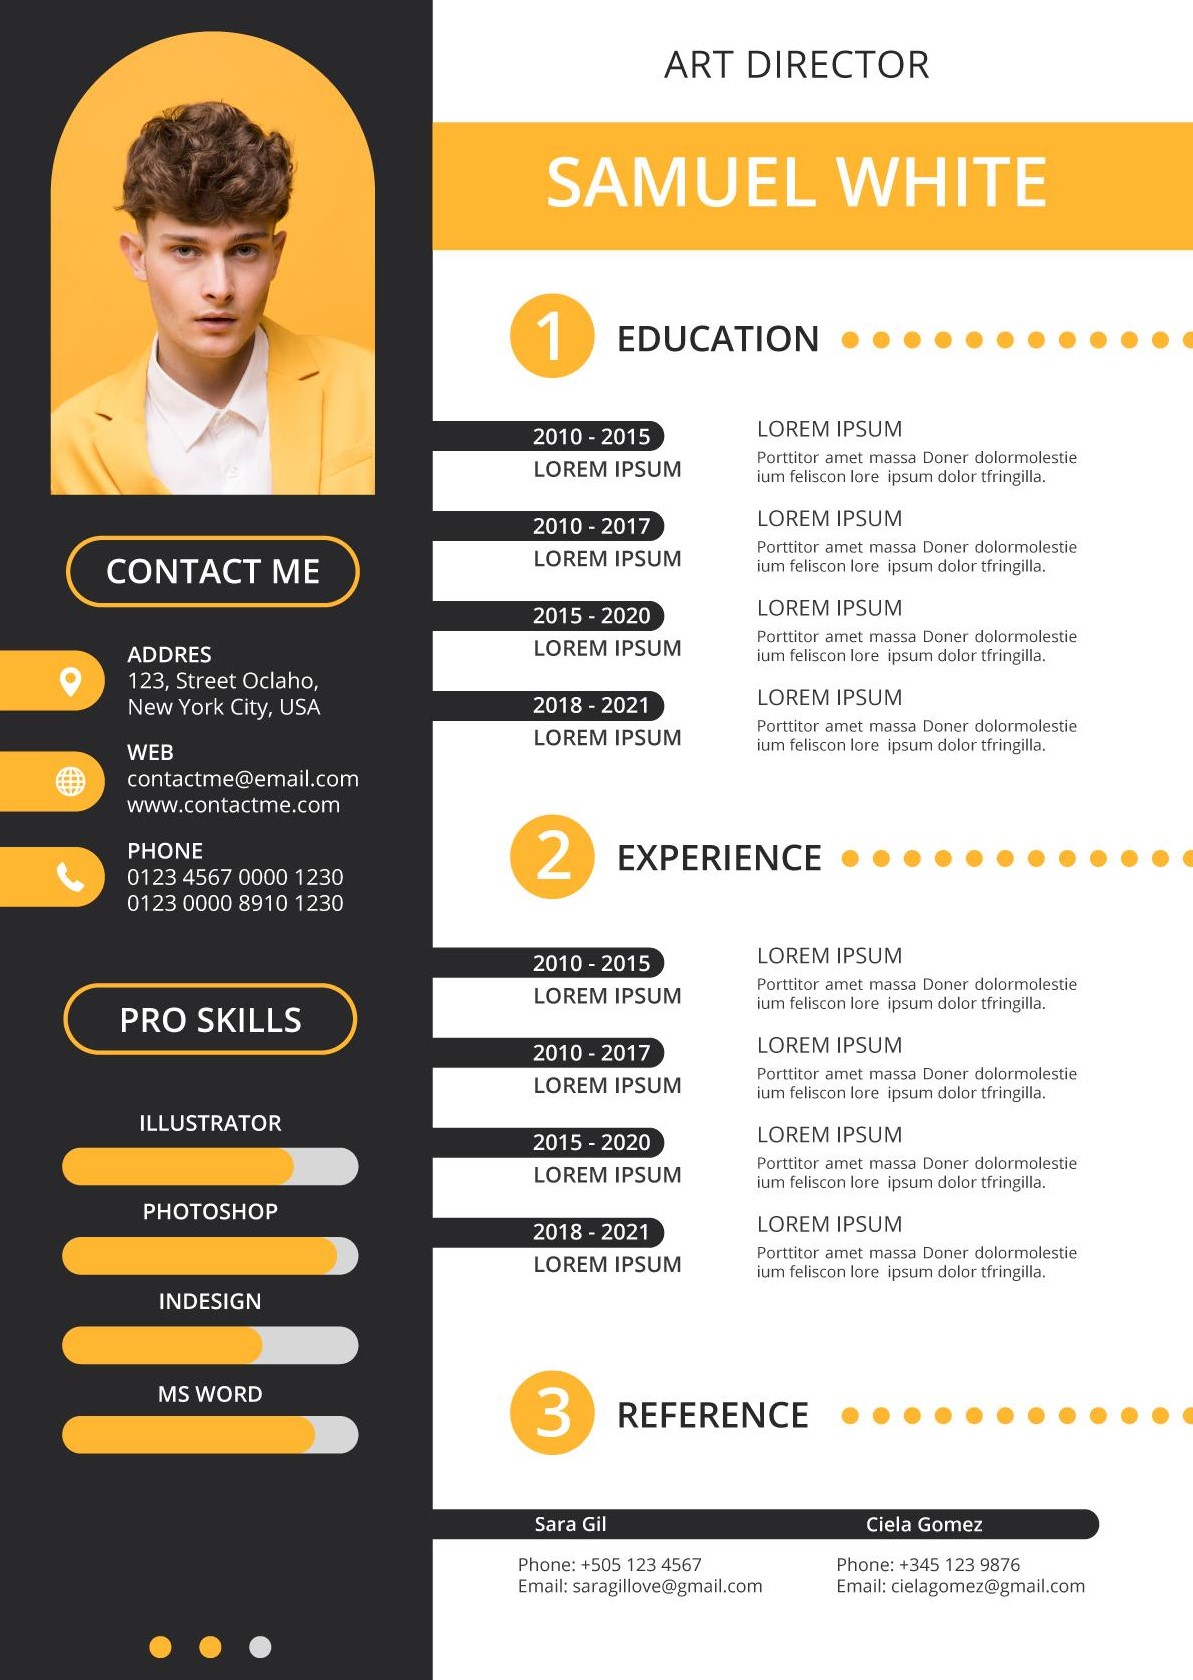 ART DIRECTOR
SAMUEL WHITE
CONTACT ME
ADDRES
123, Street Oclaho,
New York City, USA
WEB
contactme@email.com
www.contactme.com
PHONE
0123 4567 0000 1230
0123 0000 8910 1230
PRO SKILLS
ILLUSTRATOR
PHOTOSHOP
INDESIGN
MS WORD
1 EDUCATION
2010 - 2015
LOREM IPSUM
LOREM IPSUM
Porttitor amet massa Doner dolormolestie
ium feliscon lore ipsum dolor tfringilla.
2010 - 2017
LOREM IPSUM
LOREM IPSUM
Porttitor amet massa Doner dolormolestie
ium feliscon lore ipsum dolor tfringilla.
2015 - 2020
LOREM IPSUM
LOREM IPSUM
Porttitor amet massa Doner dolormolestie
ium feliscon lore ipsum dolor tfringilla.
2018 - 2021
LOREM IPSUM
LOREM IPSUM
Porttitor amet massa Doner dolormolestie
ium feliscon lore ipsum dolor tfringilla.
2 EXPERIENCE
2010 - 2015
LOREM IPSUM
LOREM IPSUM
Porttitor amet massa Doner dolormolestie
ium feliscon lore ipsum dolor tfringilla.
2010 - 2017
LOREM IPSUM
LOREM IPSUM
Porttitor amet massa Doner dolormolestie
ium feliscon lore ipsum dolor tfringilla.
2015 - 2020
LOREM IPSUM
LOREM IPSUM
Porttitor amet massa Doner dolormolestie
ium feliscon lore ipsum dolor tfringilla.
2018 - 2021
LOREM IPSUM
LOREM IPSUM
Porttitor amet massa Doner dolormolestie
ium feliscon lore ipsum dolor tfringilla.
3 REFERENCE
Sara Gil
Phone: +505 123 4567
Email: saragillove@gmail.com
Ciela Gomez
Phone: +345 123 9876
Email: cielagomez@gmail.com